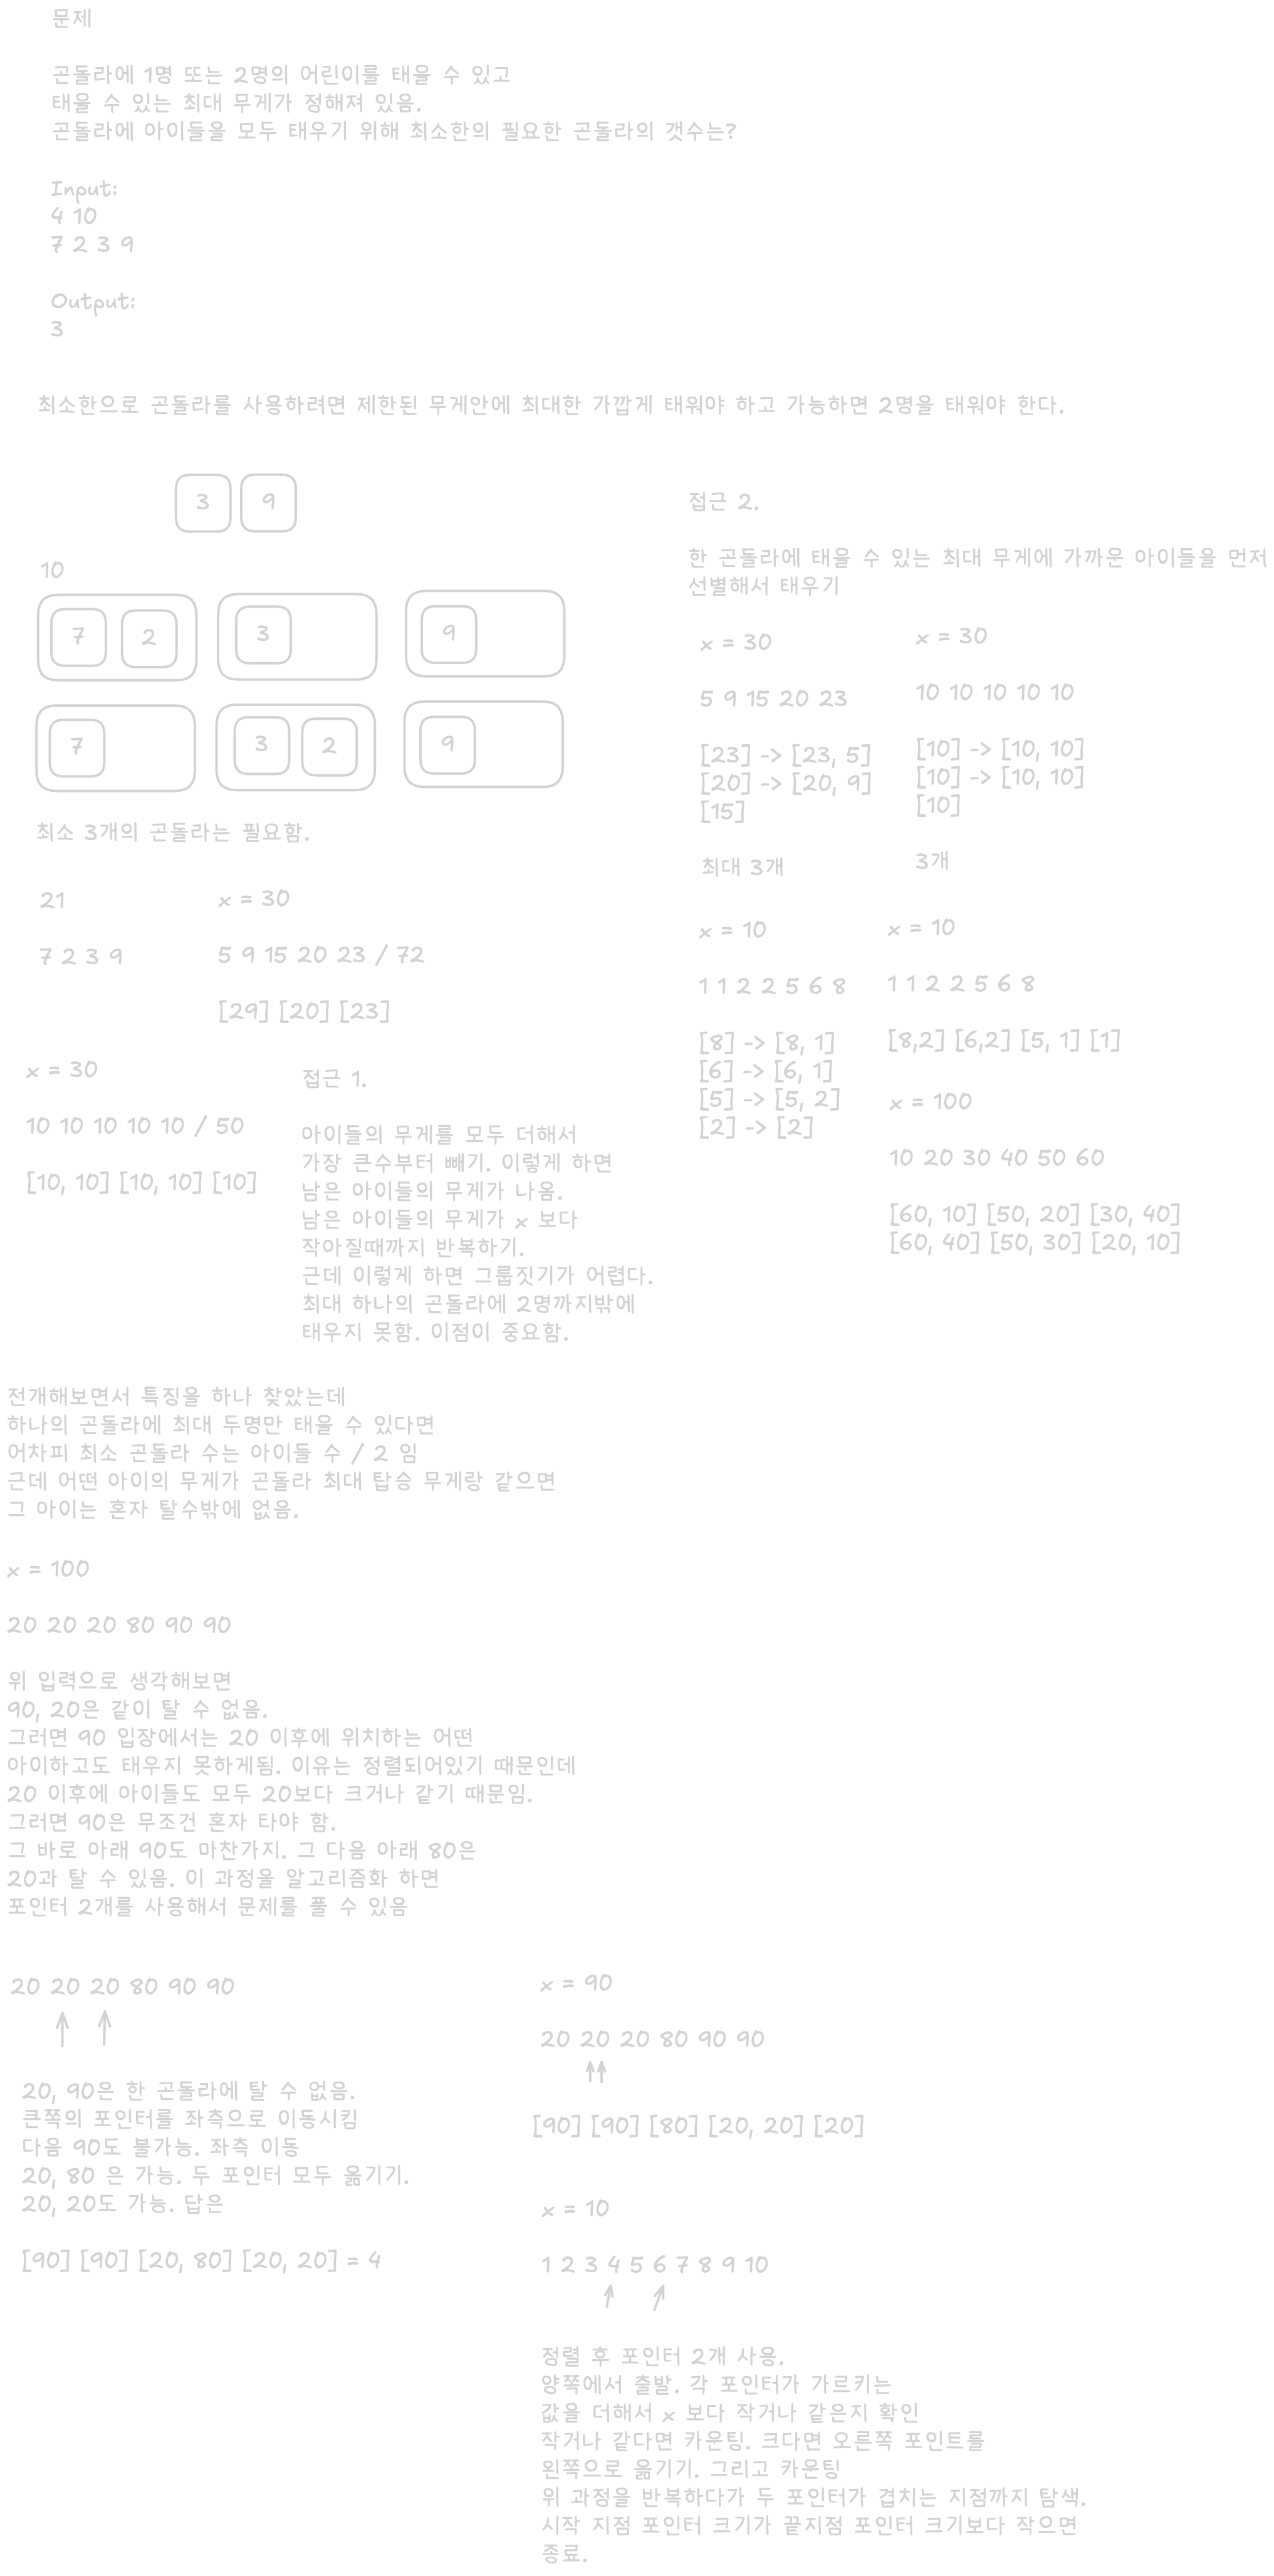 문제
곤돌라에 1명 또는 2명의 어린이를 태울 수 있고
태울 수 있는 최대 무게가 정해져 있음.
곤돌라에 아이들을 모두 태우기 위해 최소한의 필요한 곤돌라의 갯수는?
Input:
4 10
7 2 3 9
Output:
3
최소한으로 곤돌라를 사용하려면 제한된 무게안에 최대한 가깝게 태워야 하고 가능하면 2명을 태워야 한다.
3 9
10
7 2 3 9
7 3 2 9
최소 3개의 곤돌라는 필요함.
21
7 2 3 9
x = 30
5 9 15 20 23 / 72
[29] [20] [23]
x = 30
10 10 10 10 10 / 50
[10, 10] [10, 10] [10]
접근 1.
아이들의 무게를 모두 더해서
가장 큰수부터 빼기. 이렇게 하면
남은 아이들의 무게가 나옴.
남은 아이들의 무게가 x 보다
작아질때까지 반복하기.
근데 이렇게 하면 그룹짓기가 어렵다.
최대 하나의 곤돌라에 2명까지밖에
태우지 못함. 이점이 중요함.
접근 2.
한 곤돌라에 태울 수 있는 최대 무게에 가까운 아이들을 먼저
선별해서 태우기
x = 30
5 9 15 20 23
[23] -> [23, 5]
[20] -> [20, 9]
[15]
최대 3개
x = 30
10 10 10 10 10
[10] -> [10, 10]
[10] -> [10, 10]
[10]
3개
x = 10
1 1 2 2 5 6 8
[8] -> [8, 1]
[6] -> [6, 1]
[5] -> [5, 2]
[2] -> [2]
x = 10
1 1 2 2 5 6 8
[8,2] [6,2] [5, 1] [1]
x = 100
10 20 30 40 50 60
[60, 10] [50, 20] [30, 40]
[60, 40] [50, 30] [20, 10]
전개해보면서 특징을 하나 찾았는데
하나의 곤돌라에 최대 두명만 태울 수 있다면
어차피 최소 곤돌라 수는 아이들 수 / 2 임
근데 어떤 아이의 무게가 곤돌라 최대 탑승 무게랑 같으면
그 아이는 혼자 탈수밖에 없음.
x = 100
20 20 20 80 90 90
위 입력으로 생각해보면
90, 20은 같이 탈 수 없음.
그러면 90 입장에서는 20 이후에 위치하는 어떤
아이하고도 태우지 못하게됨. 이유는 정렬되어있기 때문인데
20 이후에 아이들도 모두 20보다 크거나 같기 때문임.
그러면 90은 무조건 혼자 타야 함.
그 바로 아래 90도 마찬가지. 그 다음 아래 80은
20과 탈 수 있음. 이 과정을 알고리즘화 하면
포인터 2개를 사용해서 문제를 풀 수 있음
20 20 20 80 90 90
20, 90은 한 곤돌라에 탈 수 없음.
큰쪽의 포인터를 좌측으로 이동시킴
다음 90도 불가능. 좌측 이동
20, 80 은 가능. 두 포인터 모두 옮기기.
20, 20도 가능. 답은
[90] [90] [20, 80] [20, 20] = 4
x = 90
20 20 20 80 90 90
[90] [90] [80] [20, 20] [20]
x = 10
1 2 3 4 5 6 7 8 9 10
정렬 후 포인터 2개 사용.
양쪽에서 출발. 각 포인터가 가르키는
값을 더해서 x 보다 작거나 같은지 확인
작거나 같다면 카운팅. 크다면 오른쪽 포인트를
왼쪽으로 옮기기. 그리고 카운팅
위 과정을 반복하다가 두 포인터가 겹치는 지점까지 탐색.
시작 지점 포인터 크기가 끝지점 포인터 크기보다 작으면
종료.